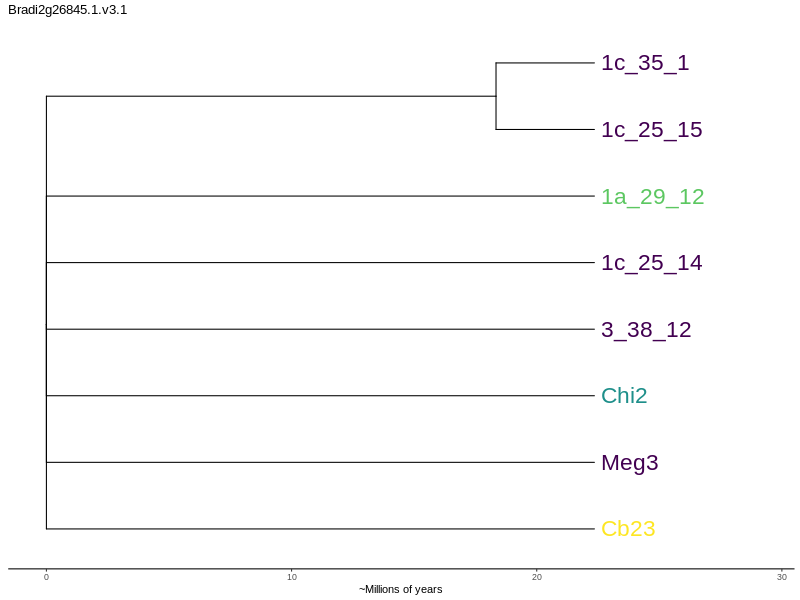 Bradi2g26845.1.v3.1
1c_35_1
1c_25_15
1a_29_12
1c_25_14
3_38_12
Chi2
Meg3
Cb23
0 10 20 30
~Millions of years